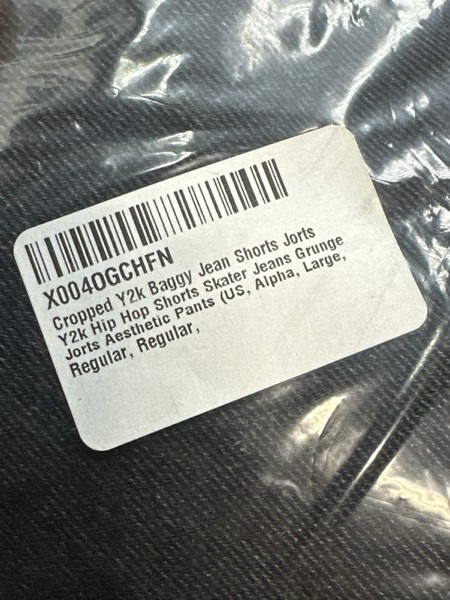 X004OGCHFN
Cropped Y2k Baggy Jean Shorts Jorts
Y2k Hip Hop Shorts Skater Jeans Grunge
Jorts Aesthetic Pants (US, Alpha, Large,
Regular, Regular,